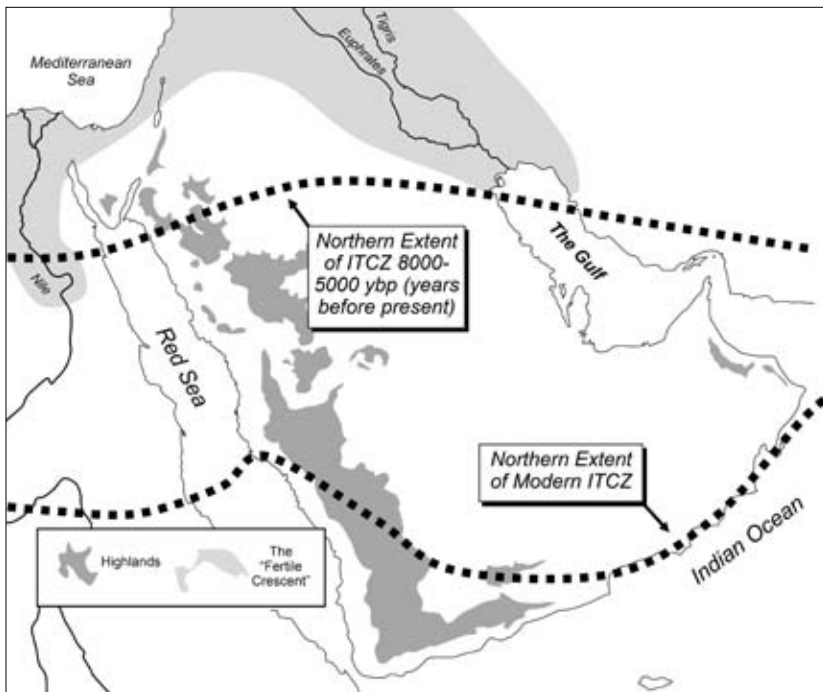 Mediterranean
Sea
Tigris
Euphrates
Northern Extent
of ITCZ 8000-
5000 ybp (years
before present)
The Gulf
Nile
Red Sea
Northern Extent
of Modern ITCZ
Indian Ocean
Highlands
The
"Fertile
Crescent"